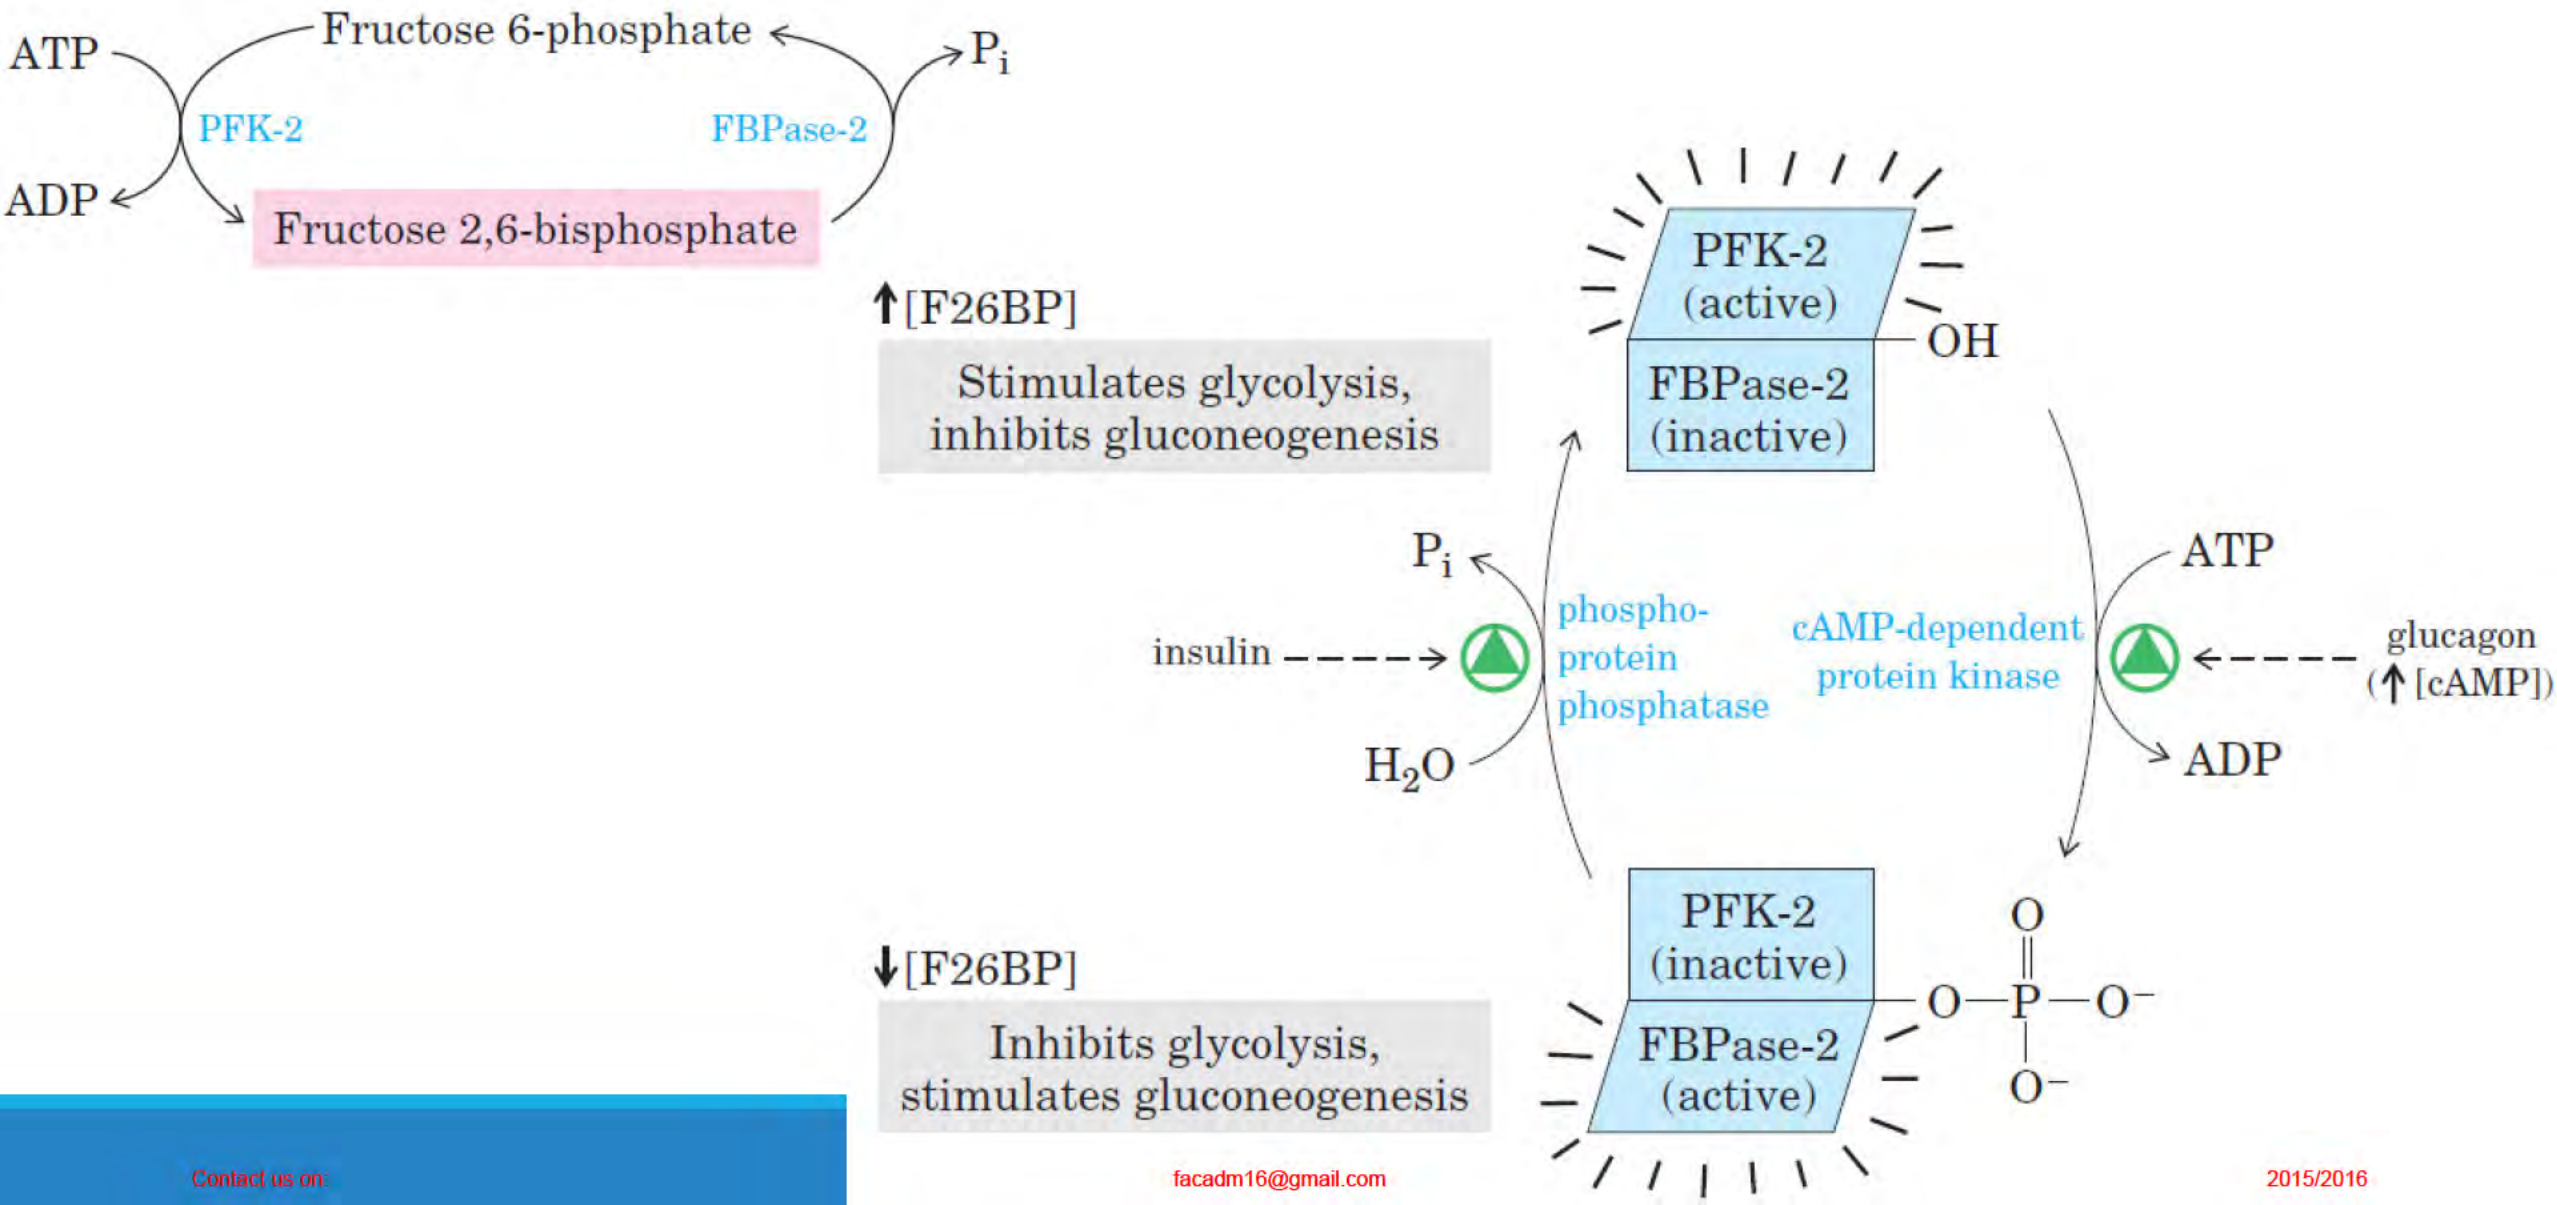 Fructose 6-phosphate
ATP
Pi
PFK-2
FBPase-2
ADP
Fructose 2,6-bisphosphate
↑[F26BP]
Stimulates glycolysis,
inhibits gluconeogenesis
PFK-2
(active)
OH
FBPase-2
(inactive)
Pi
ATP
insulin
phospho-
protein
phosphatase
cAMP-dependent
protein kinase
glucagon
(↑ [cAMP])
H₂O
ADP
↓[F26BP]
Inhibits glycolysis,
stimulates gluconeogenesis
PFK-2
(inactive)
FBPase-2
(active)
O
O—P—O⁻
O⁻
Contact us on:
facadm16@gmail.com
2015/2016